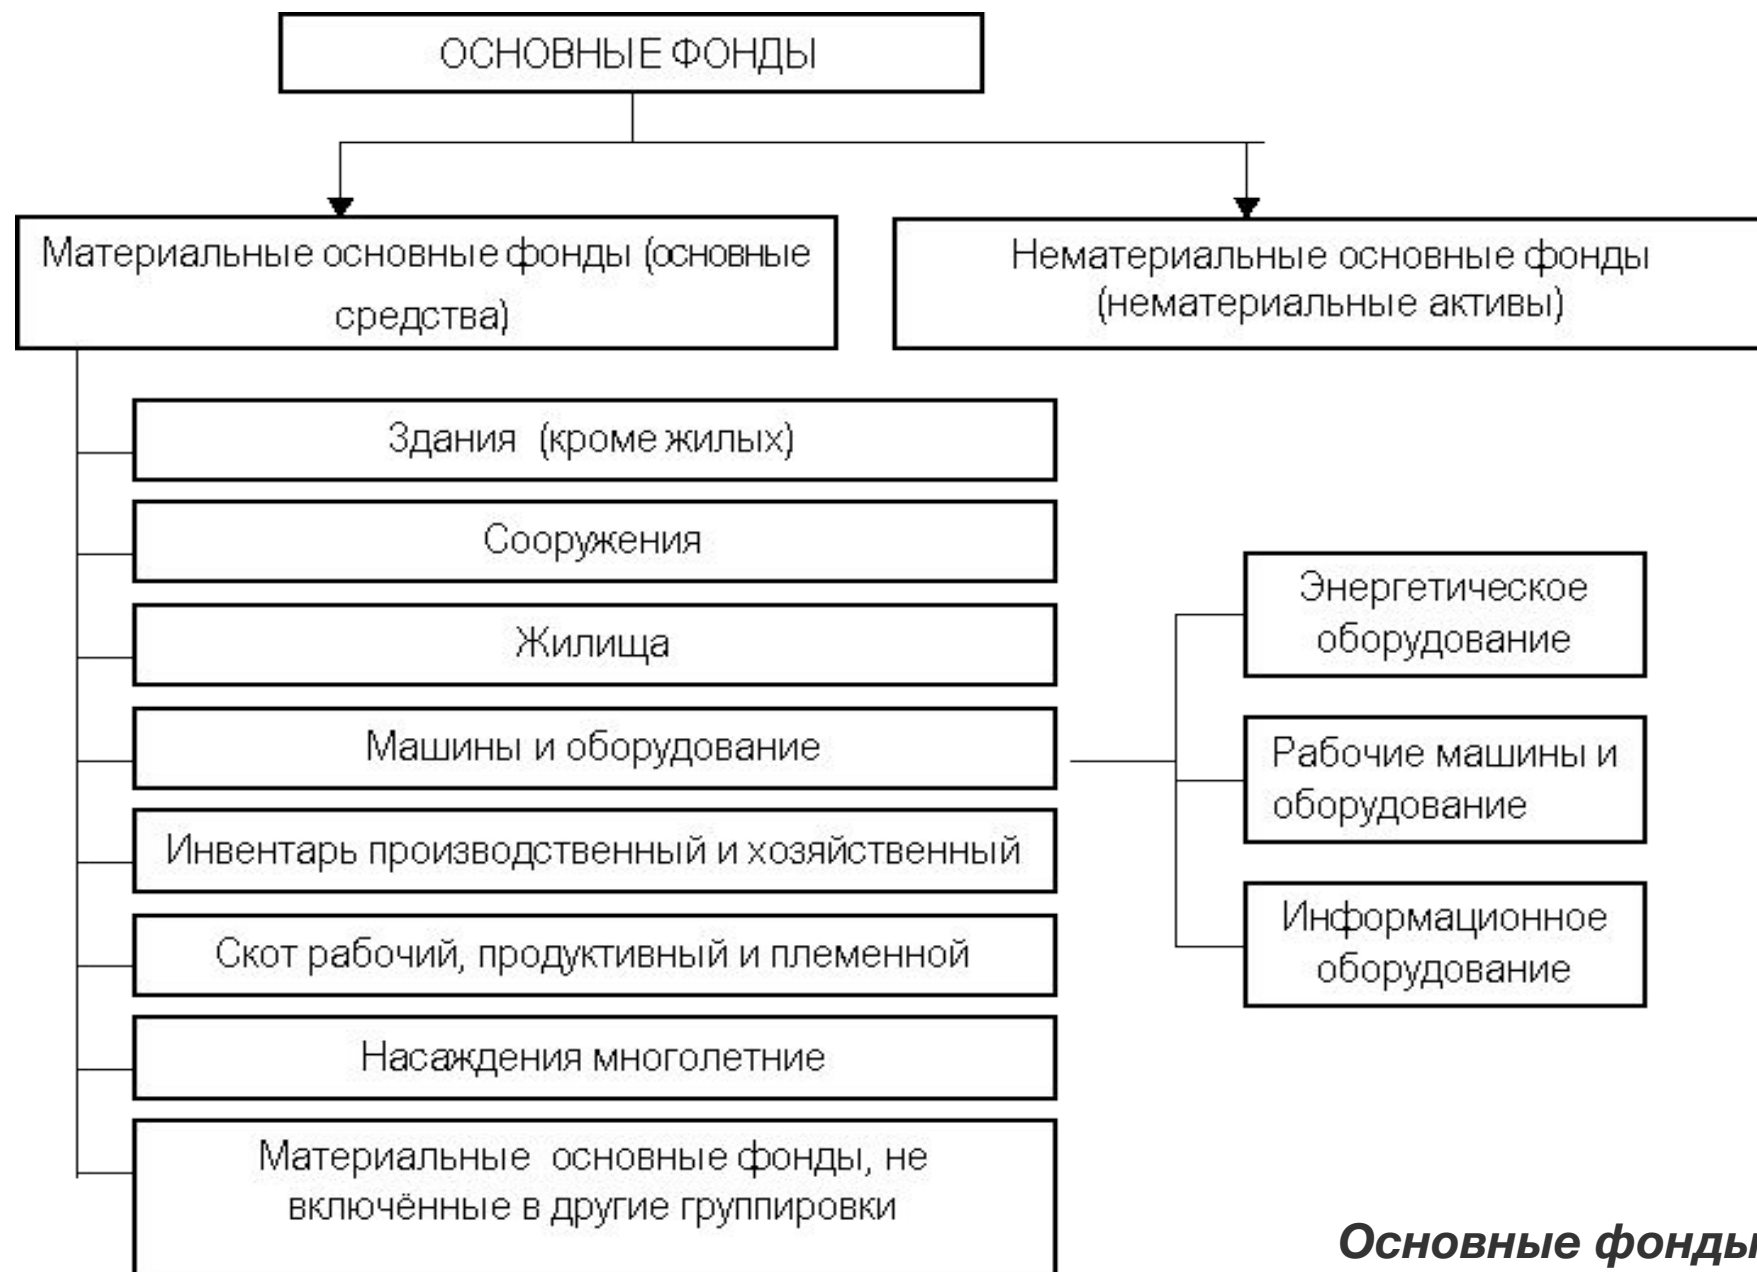 ОСНОВНЫЕ ФОНДЫ
Материальные основные фонды (основные
средства)
Нематериальные основные фонды
(нематериальные активы)
Здания (кроме жилых)
Сооружения
Жилища
Машины и оборудование
Инвентарь производственный и хозяйственный
Скот рабочий, продуктивный и племенной
Насаждения многолетние
Материальные основные фонды, не
включённые в другие группировки
Энергетическое
оборудование
Рабочие машины и
оборудование
Информационное
оборудование
Основные фонды